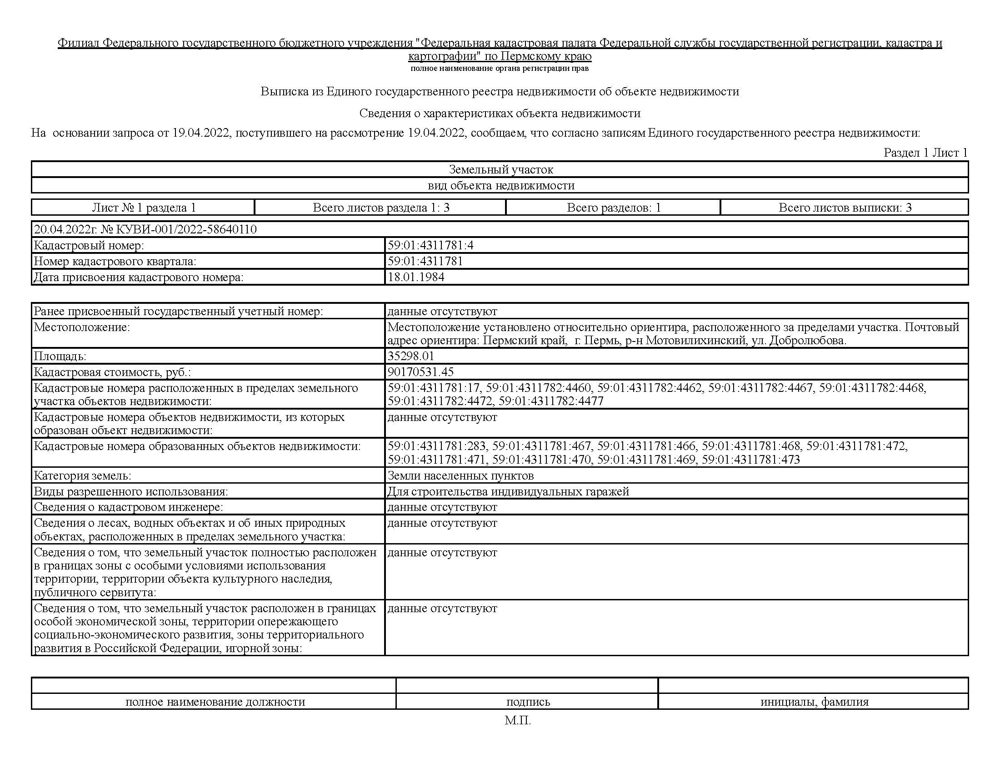 Филиал Федерального государственного бюджетного учреждения "Федеральная кадастровая палата Федеральной службы государственной регистрации, кадастра и
картографии" по Пермскому краю
полное наименование органа регистрации прав
Выписка из Единого государственного реестра недвижимости об объекте недвижимости
Сведения о характеристиках объекта недвижимости
На основании запроса от 19.04.2022, поступившего на рассмотрение 19.04.2022, сообщаем, что согласно записям Единого государственного реестра недвижимости:
Раздел 1 Лист 1
Земельный участок
вид объекта недвижимости
Лист № 1 раздела 1 Всего листов раздела 1: 3 Всего разделов: 1 Всего листов выписки: 3
20.04.2022г. № КУВИ-001/2022-58640110
Кадастровый номер: 59:01:4311781:4
Номер кадастрового квартала: 59:01:4311781
Дата присвоения кадастрового номера: 18.01.1984
Ранее присвоенный государственный учетный номер: данные отсутствуют
Местоположение: Местоположение установлено относительно ориентира, расположенного за пределами участка. Почтовый
адрес ориентира: Пермский край, г. Пермь, р-н Мотовилихинский, ул. Добролюбова.
Площадь: 35298.01
Кадастровая стоимость, руб.: 90170531.45
Кадастровые номера расположенных в пределах земельного
участка объектов недвижимости:
59:01:4311781:17, 59:01:4311782:4460, 59:01:4311782:4462, 59:01:4311782:4467, 59:01:4311782:4468,
59:01:4311782:4472, 59:01:4311782:4477
Кадастровые номера объектов недвижимости, из которых
образован объект недвижимости:
данные отсутствуют
Кадастровые номера образованных объектов недвижимости: 59:01:4311781:283, 59:01:4311781:467, 59:01:4311781:466, 59:01:4311781:468, 59:01:4311781:472,
59:01:4311781:471, 59:01:4311781:470, 59:01:4311781:469, 59:01:4311781:473
Категория земель: Земли населенных пунктов
Виды разрешенного использования: Для строительства индивидуальных гаражей
Сведения о кадастровом инженере: данные отсутствуют
Сведения о лесах, водных объектах и об иных природных
объектах, расположенных в пределах земельного участка:
данные отсутствуют
Сведения о том, что земельный участок полностью расположен
в границах зоны с особыми условиями использования
территории, территории объекта культурного наследия,
публичного сервитута:
данные отсутствуют
Сведения о том, что земельный участок расположен в границах
особой экономической зоны, территории опережающего
социально-экономического развития, зоны территориального
развития в Российской Федерации, игорной зоны:
данные отсутствуют
полное наименование должности подпись инициалы, фамилия
М.П.